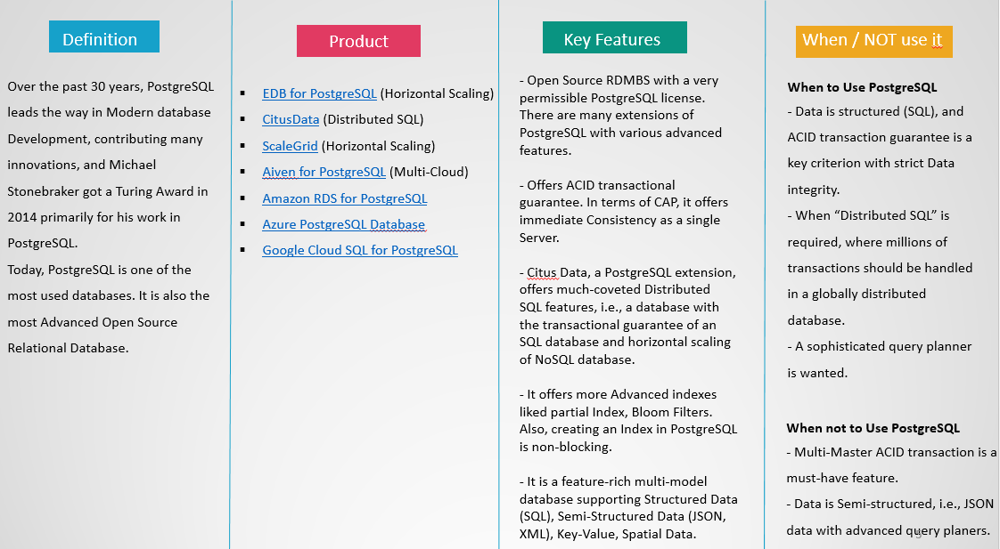 Definition
Over the past 30 years, PostgreSQL
leads the way in Modern database
Development, contributing many
innovations, and Michael
Stonebraker got a Turing Award in
2014 primarily for his work in
PostgreSQL.
Today, PostgreSQL is one of the
most used databases. It is also the
most Advanced Open Source
Relational Database.
Product
▪ EDB for PostgreSQL (Horizontal Scaling)
▪ CitusData (Distributed SQL)
▪ ScaleGrid (Horizontal Scaling)
▪ Aiven for PostgreSQL (Multi-Cloud)
▪ Amazon RDS for PostgreSQL
▪ Azure PostgreSQL Database
▪ Google Cloud SQL for PostgreSQL
Key Features
- Open Source RDMBS with a very
permissible PostgreSQL license.
There are many extensions of
PostgreSQL with various advanced
features.
- Offers ACID transactional
guarantee. In terms of CAP, it offers
immediate Consistency as a single
Server.
- Citus Data, a PostgreSQL extension,
offers much-coveted Distributed
SQL features, i.e., a database with
the transactional guarantee of an
SQL database and horizontal scaling
of NoSQL database.
- It offers more Advanced indexes
liked partial Index, Bloom Filters.
Also, creating an Index in PostgreSQL
is non-blocking.
- It is a feature-rich multi-model
database supporting Structured Data
(SQL), Semi-Structured Data (JSON,
XML), Key-Value, Spatial Data.
When / NOT use it
When to Use PostgreSQL
- Data is structured (SQL), and
ACID transaction guarantee is a
key criterion with strict Data
integrity.
- When “Distributed SQL” is
required, where millions of
transactions should be handled
in a globally distributed
database.
- A sophisticated query planner
is wanted.
When not to Use PostgreSQL
- Multi-Master ACID transaction is a
must-have feature.
- Data is Semi-structured, i.e., JSON
data with advanced query planers.